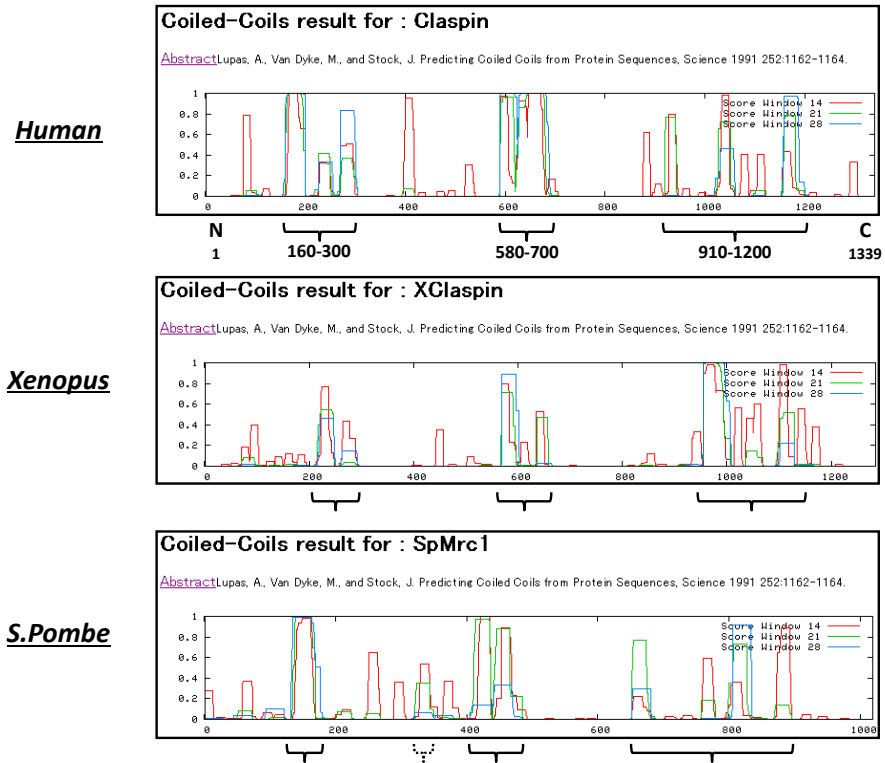 Coiled-Coils result for : Claspin
AbstractLupas, A., Van Dyke, M., and Stock, J. Predicting Coiled Coils from Protein Sequences, Science 1991 252:1162-1164.
Human
1
0.8
0.6
0.4
0.2
0
Score Window 14
Score Window 21
Score Window 28
0 200 400 600 800 1000 1200
N C
1 160-300 580-700 910-1200 1339
Coiled-Coils result for : XClaspin
AbstractLupas, A., Van Dyke, M., and Stock, J. Predicting Coiled Coils from Protein Sequences, Science 1991 252:1162-1164.
Xenopus
1
0.8
0.6
0.4
0.2
0
Score Window 14
Score Window 21
Score Window 28
0 200 400 600 800 1000 1200
Coiled-Coils result for : SpMrc1
AbstractLupas, A., Van Dyke, M., and Stock, J. Predicting Coiled Coils from Protein Sequences, Science 1991 252:1162-1164.
S.Pombe
1
0.8
0.6
0.4
0.2
0
Score Window 14
Score Window 21
Score Window 28
0 200 400 600 800 1000